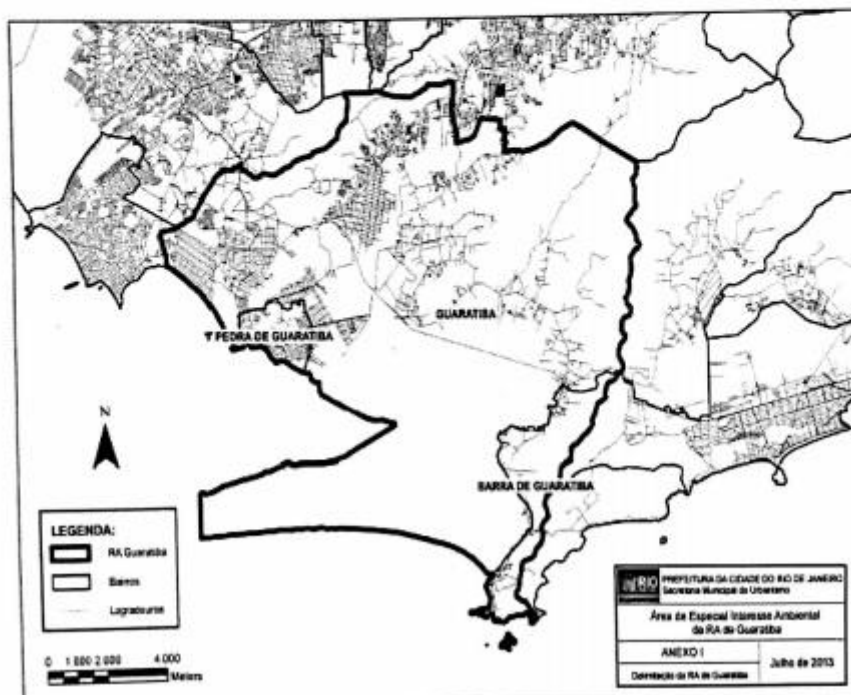 GUARATIBA
PEDRA DE GUARATIBA
BARRA DE GUARATIBA
N
LEGENDA:
RA Guaratiba
Bairros
Logradouros
0 1 000 2 000 4 000
Meters
RIO
PREFEITURA DA CIDADE DO RIO DE JANEIRO
Secretaria Municipal de Urbanismo
Área de Especial Interesse Ambiental
da RA de Guaratiba
ANEXO I
Delimitação da RA de Guaratiba
Julho de 2013